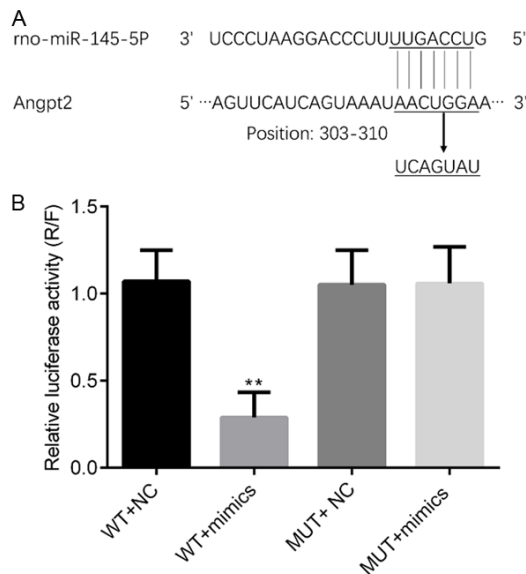 A
rno-miR-145-5P 3' UCCCUAAGGACCCUUUUGACCUG 5'
Angpt2 5' ···AGUUCAUCAGUAAAUAACUGGAA··· 3'
Position: 303-310
UCAGUAU
B
1.5
1.0
0.5
0.0
Relative luciferase activity (R/F)
**
WT+NC
WT+mimics
MUT+ NC
MUT+mimics